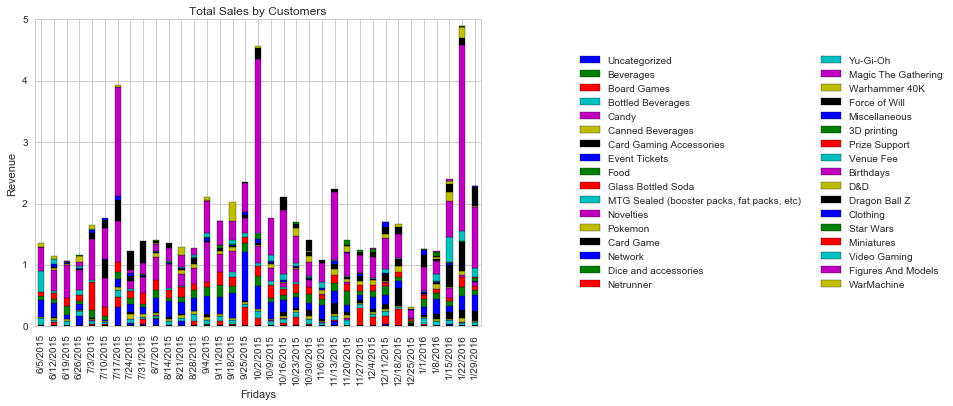 Total Sales by Customers
Revenue
5
4
3
2
1
0
6/5/2015
6/12/2015
6/19/2015
6/26/2015
7/3/2015
7/10/2015
7/17/2015
7/24/2015
7/31/2015
8/7/2015
8/14/2015
8/21/2015
8/28/2015
9/4/2015
9/11/2015
9/18/2015
9/25/2015
10/2/2015
10/9/2015
10/16/2015
10/23/2015
10/30/2015
11/6/2015
11/13/2015
11/20/2015
11/27/2015
12/4/2015
12/11/2015
12/18/2015
12/25/2015
1/1/2016
1/8/2016
1/15/2016
1/22/2016
1/29/2016
Fridays
Uncategorized
Beverages
Board Games
Bottled Beverages
Candy
Canned Beverages
Card Gaming Accessories
Event Tickets
Food
Glass Bottled Soda
MTG Sealed (booster packs, fat packs, etc)
Novelties
Pokemon
Card Game
Network
Dice and accessories
Netrunner
Yu-Gi-Oh
Magic The Gathering
Warhammer 40K
Force of Will
Miscellaneous
3D printing
Prize Support
Venue Fee
Birthdays
D&D
Dragon Ball Z
Clothing
Star Wars
Miniatures
Video Gaming
Figures And Models
WarMachine